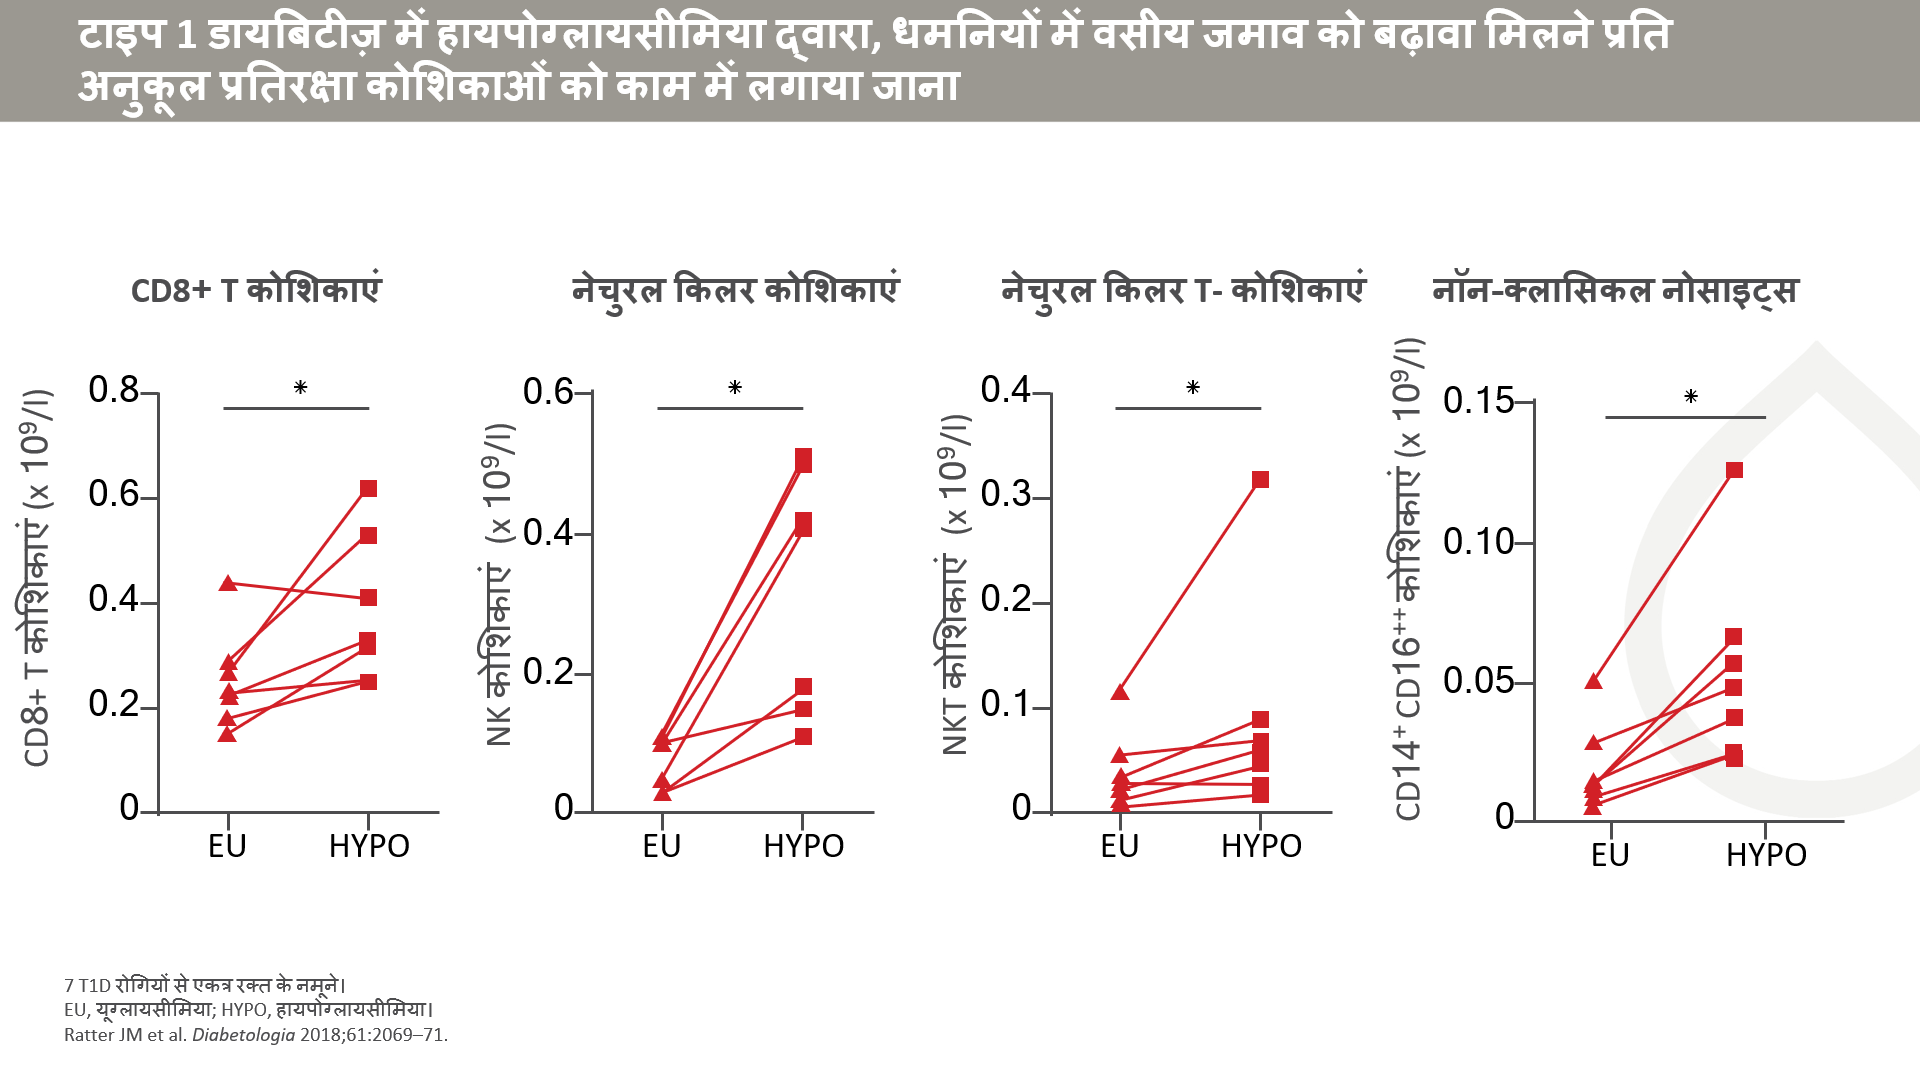 टाइप 1 डायबिटीज़ में हायपोग्लायसीमिया द्वारा, धमनियों में वसीय जमाव को बढ़ावा मिलने प्रति
अनुकूल प्रतिरक्षा कोशिकाओं को काम में लगाया जाना
CD8+ T कोशिकाएं
CD8+ T कोशिकाएं (x 10⁹/l)
0.8
0.6
0.4
0.2
0
*
EU
HYPO
नेचुरल किलर कोशिकाएं
NK कोशिकाएं (x 10⁹/l)
0.6
0.4
0.2
0
*
EU
HYPO
नेचुरल किलर T- कोशिकाएं
NKT कोशिकाएं (x 10⁹/l)
0.4
0.3
0.2
0.1
0
*
EU
HYPO
नॉन-क्लासिकल नोसाइट्स
CD14⁺ CD16⁺⁺कोशिकाएं (x 10⁹/l)
0.15
0.10
0.05
0
*
EU
HYPO
7 T1D रोगियों से एकत्र रक्त के नमूने।
EU, यूग्लायसीमिया; HYPO, हायपोग्लायसीमिया।
Ratter JM et al. Diabetologia 2018;61:2069–71.